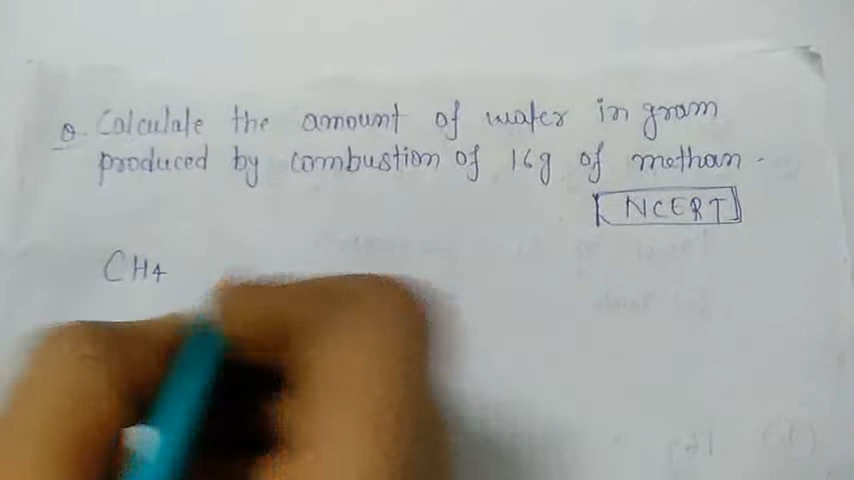 Q. Calculate the amount of water in gram
produced by combustion of 16g of methan.
[NCERT]
CH4